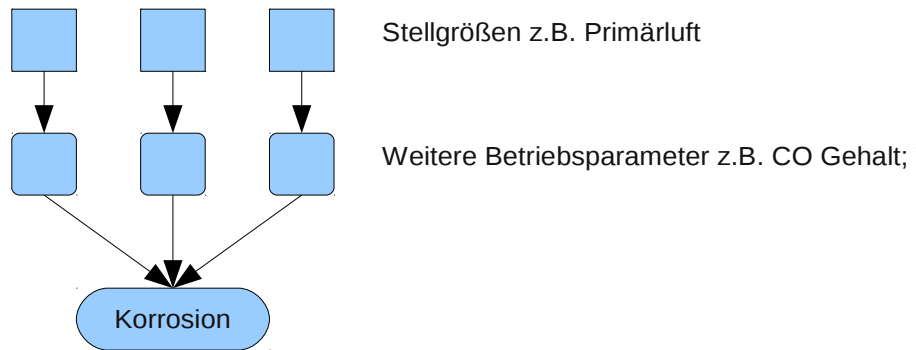 Stellgrößen z.B. Primärluft
Weitere Betriebsparameter z.B. CO Gehalt;
Korrosion